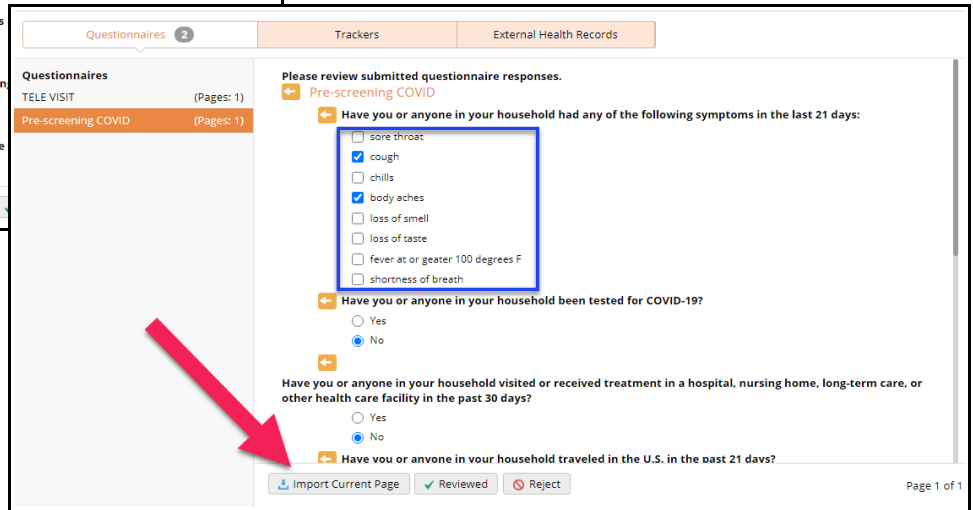 Questionnaires 2
Trackers
External Health Records
Questionnaires
TELE VISIT (Pages: 1)
Pre-screening COVID (Pages: 1)
Please review submitted questionnaire responses.
Pre-screening COVID
Have you or anyone in your household had any of the following symptoms in the last 21 days:
sore throat
cough
chills
body aches
loss of smell
loss of taste
fever at or geater 100 degrees F
shortness of breath
Have you or anyone in your household been tested for COVID-19?
Yes
No
Have you or anyone in your household visited or received treatment in a hospital, nursing home, long-term care, or
other health care facility in the past 30 days?
Yes
No
Have you or anyone in your household traveled in the U.S. in the past 21 days?
Import Current Page
Reviewed
Reject
Page 1 of 1